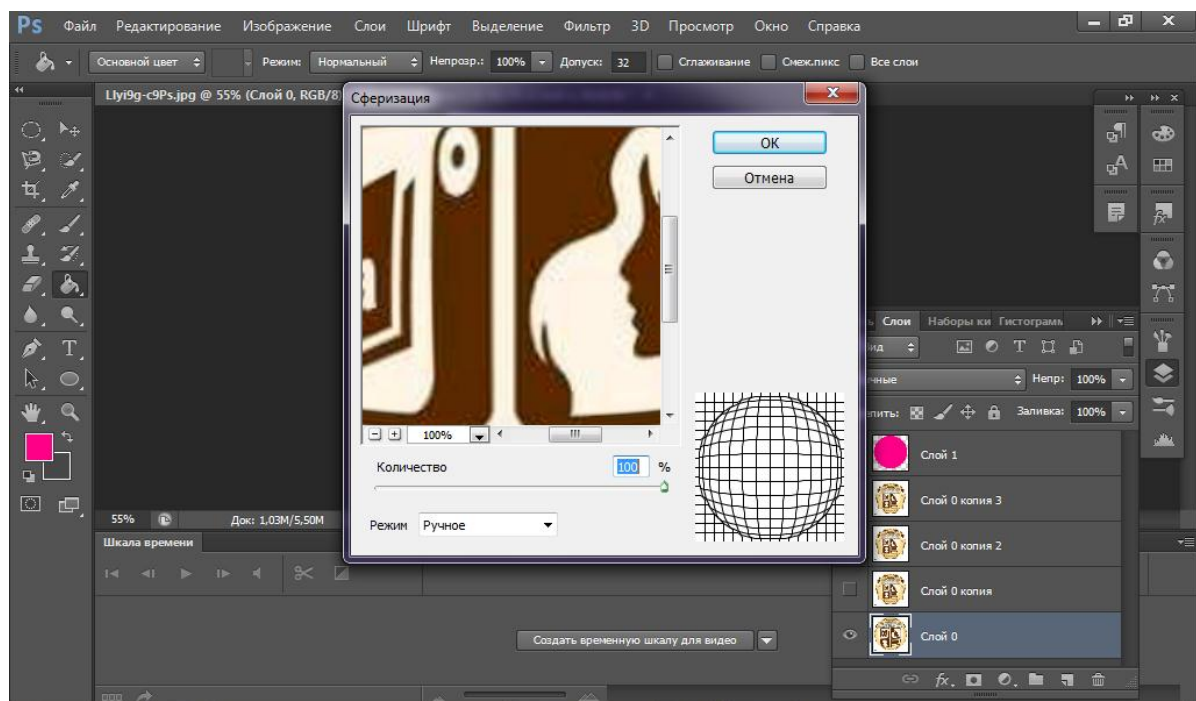 Ps Файл Редактирование Изображение Слои Шрифт Выделение Фильтр 3D Просмотр Окно Справка
Основной цвет Режим: Нормальный Непрозр.: 100% Допуск: 32 Сглаживание Смеж.пикс Все слои
LIyi9g-c9Ps.jpg @ 55% (Слой 0, RGB/8)
Сферизация
OK
Отмена
100%
Количество 100 %
Режим Ручное
Слои Наборы ки Гистограмм
Непр: 100%
Заливка: 100%
Слой 1
Слой 0 копия 3
Слой 0 копия 2
Слой 0 копия
Слой 0
55% Док: 1,03M/5,50M
Шкала времени
Создать временную шкалу для видео
fx